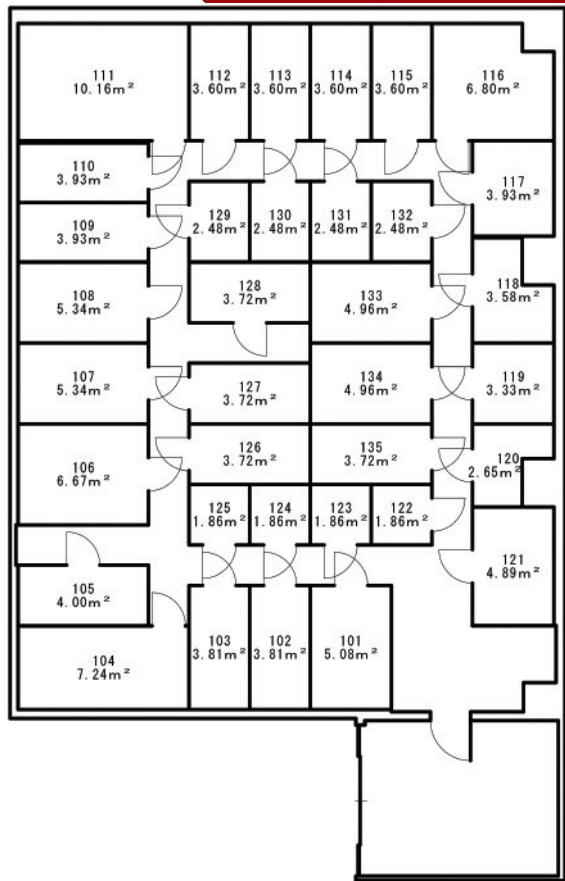 111
10.16m²
112
3.60m²
113
3.60m²
114
3.60m²
115
3.60m²
116
6.80m²
110
3.93m²
117
3.93m²
129
2.48m²
130
2.48m²
131
2.48m²
132
2.48m²
109
3.93m²
128
3.72m²
108
5.34m²
133
4.96m²
118
3.58m²
107
5.34m²
127
3.72m²
134
4.96m²
119
3.33m²
106
6.67m²
126
3.72m²
135
3.72m²
120
2.65m²
125
1.86m²
124
1.86m²
123
1.86m²
122
1.86m²
121
4.89m²
105
4.00m²
103
3.81m²
102
3.81m²
101
5.08m²
104
7.24m²